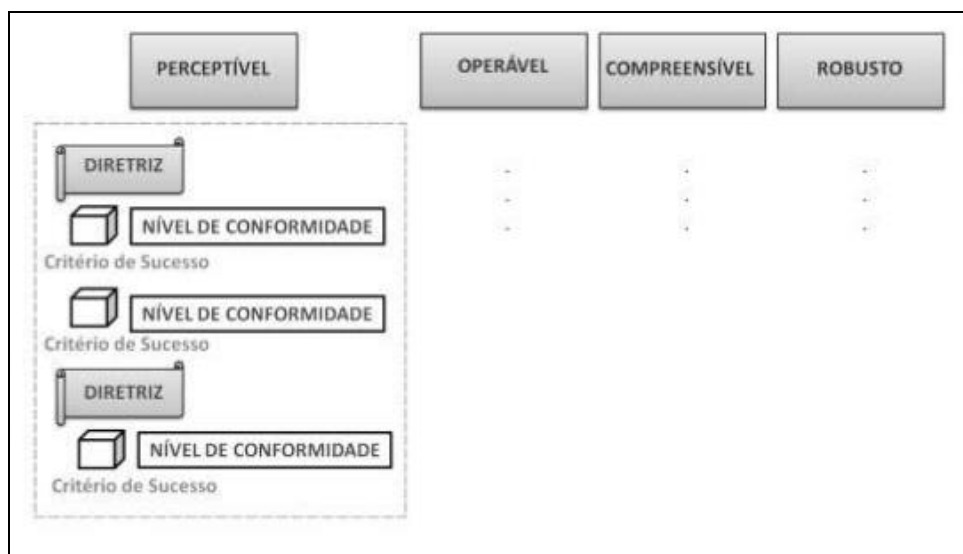 PERCEPTÍVEL
OPERÁVEL
COMPREENSÍVEL
ROBUSTO
DIRETRIZ
NÍVEL DE CONFORMIDADE
Critério de Sucesso
NÍVEL DE CONFORMIDADE
Critério de Sucesso
DIRETRIZ
NÍVEL DE CONFORMIDADE
Critério de Sucesso